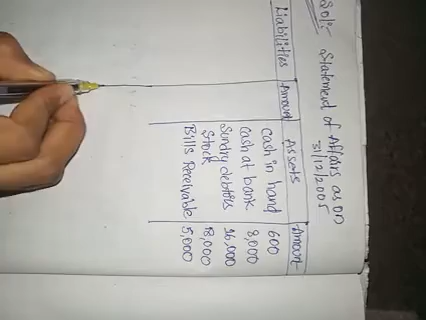 Sol:- Statement of Affairs as on
31/12/2005
Liabilities Amount Assets Amount
Cash in hand 600
Cash at bank 8,000
Sundry debtors 16,000
Stock 18,000
Bills Receivable 5,000